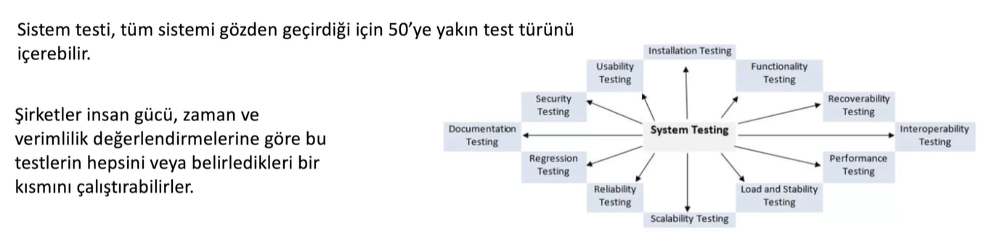 Sistem testi, tüm sistemi gözden geçirdiği için 50’ye yakın test türünü
içerebilir.
Şirketler insan gücü, zaman ve
verimlilik değerlendirmelerine göre bu
testlerin hepsini veya belirledikleri bir
kısmını çalıştırabilirler.
Installation Testing
Usability
Testing
Functionality
Testing
Security
Testing
Recoverability
Testing
Documentation
Testing
System Testing
Interoperability
Testing
Regression
Testing
Performance
Testing
Reliability
Testing
Load and Stability
Testing
Scalability Testing